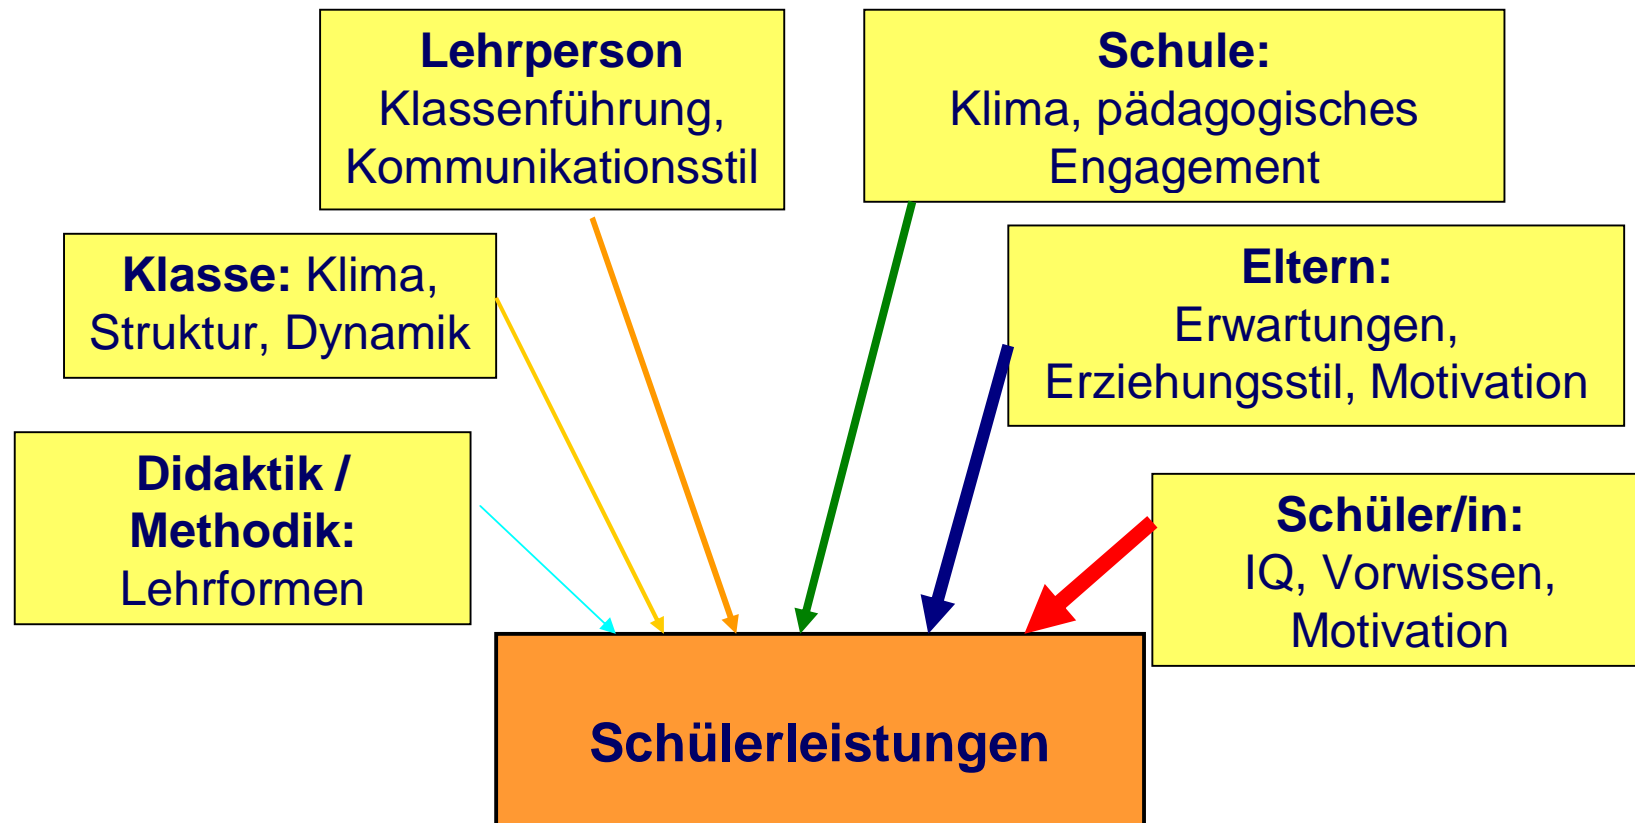 Lehrperson
Klassenführung,
Kommunikationsstil
Schule:
Klima, pädagogisches
Engagement
Klasse: Klima,
Struktur, Dynamik
Eltern:
Erwartungen,
Erziehungsstil, Motivation
Didaktik /
Methodik:
Lehrformen
Schüler/in:
IQ, Vorwissen,
Motivation
Schülerleistungen